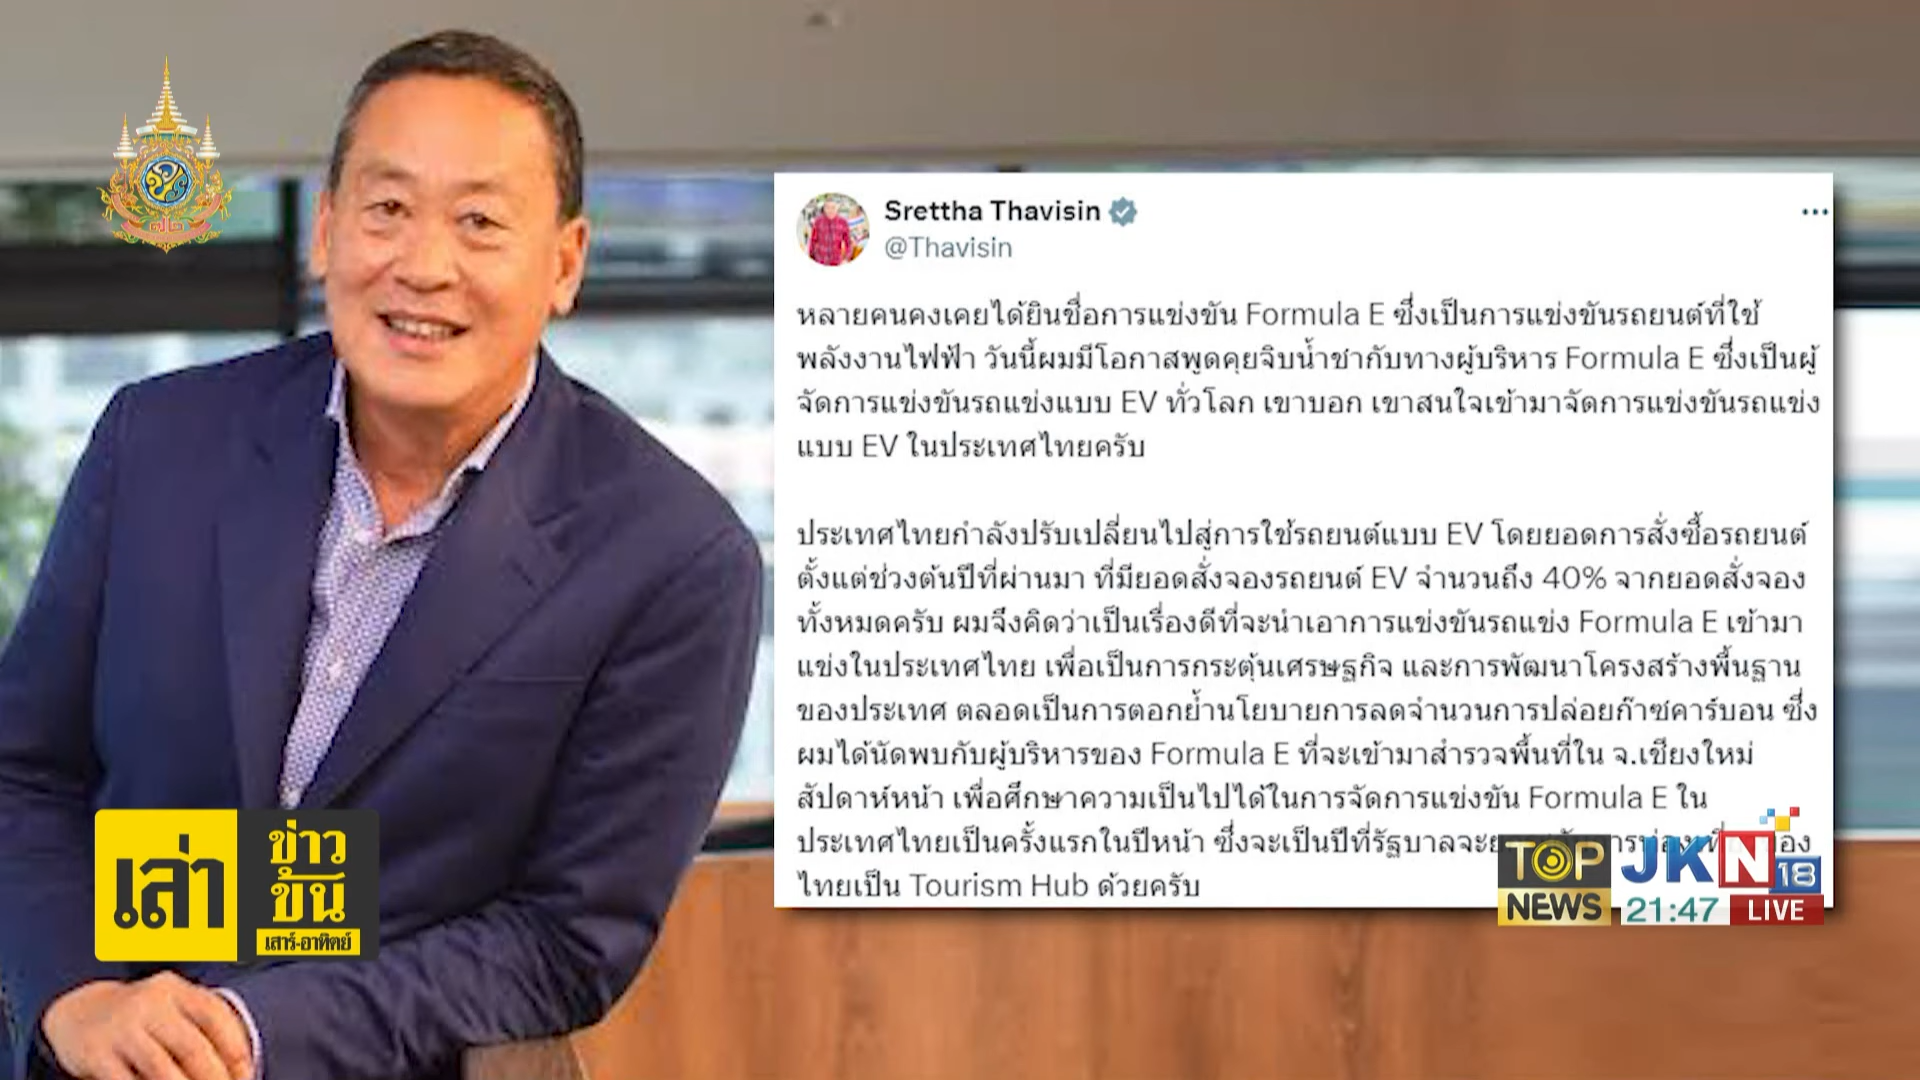 Srettha Thavisin
@Thavisin
หลายคนคงเคยได้ยินชื่อการแข่งขัน Formula E ซึ่งเป็นการแข่งขันรถยนต์ที่ใช้
พลังงานไฟฟ้า วันนี้ผมมีโอกาสพูดคุยจิบน้ำชากับทางผู้บริหาร Formula E ซึ่งเป็นผู้
จัดการแข่งขันรถแข่งแบบ EV ทั่วโลก เขาบอก เขาสนใจเข้ามาจัดการแข่งขันรถแข่ง
แบบ EV ในประเทศไทยครับ
ประเทศไทยกำลังปรับเปลี่ยนไปสู่การใช้รถยนต์แบบ EV โดยยอดการสั่งซื้อรถยนต์
ตั้งแต่ช่วงต้นปีที่ผ่านมา ที่มียอดสั่งจองรถยนต์ EV จำนวนถึง 40% จากยอดสั่งจอง
ทั้งหมดครับ ผมจึงคิดว่าเป็นเรื่องดีที่จะนำเอาการแข่งขันรถแข่ง Formula E เข้ามา
แข่งในประเทศไทย เพื่อเป็นการกระตุ้นเศรษฐกิจ และการพัฒนาโครงสร้างพื้นฐาน
ของประเทศ ตลอดเป็นการตอกย้ำนโยบายการลดจำนวนการปล่อยก๊าซคาร์บอน ซึ่ง
ผมได้นัดพบกับผู้บริหารของ Formula E ที่จะเข้ามาสำรวจพื้นที่ใน จ.เชียงใหม่
สัปดาห์หน้า เพื่อศึกษาความเป็นไปได้ในการจัดการแข่งขัน Formula E ใน
ประเทศไทยเป็นครั้งแรกในปีหน้า ซึ่งจะเป็นปีที่รัฐบาลจะ
ไทยเป็น Tourism Hub ด้วยครับ
เล่า
ข่าว
ข้น
เสาร์-อาทิตย์
TOP
NEWS
JKN 18
21:47 LIVE